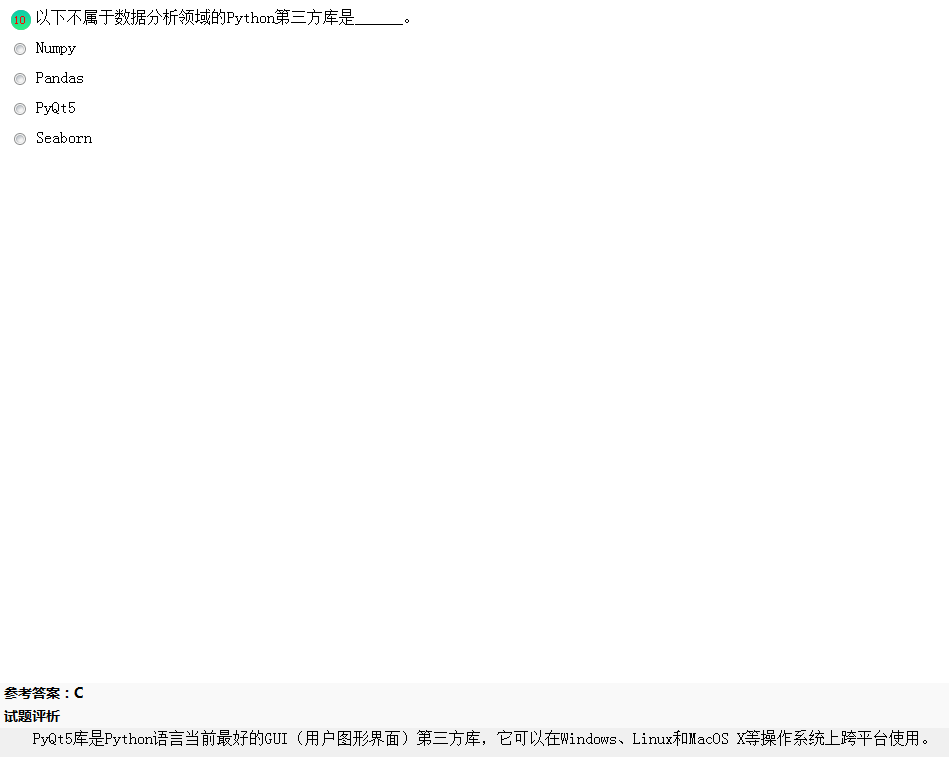 10 以下不属于数据分析领域的Python第三方库是______。
Numpy
Pandas
PyQt5
Seaborn
参考答案：C
试题评析
PyQt5库是Python语言当前最好的GUI（用户图形界面）第三方库，它可以在Windows、Linux和MacOS X等操作系统上跨平台使用。